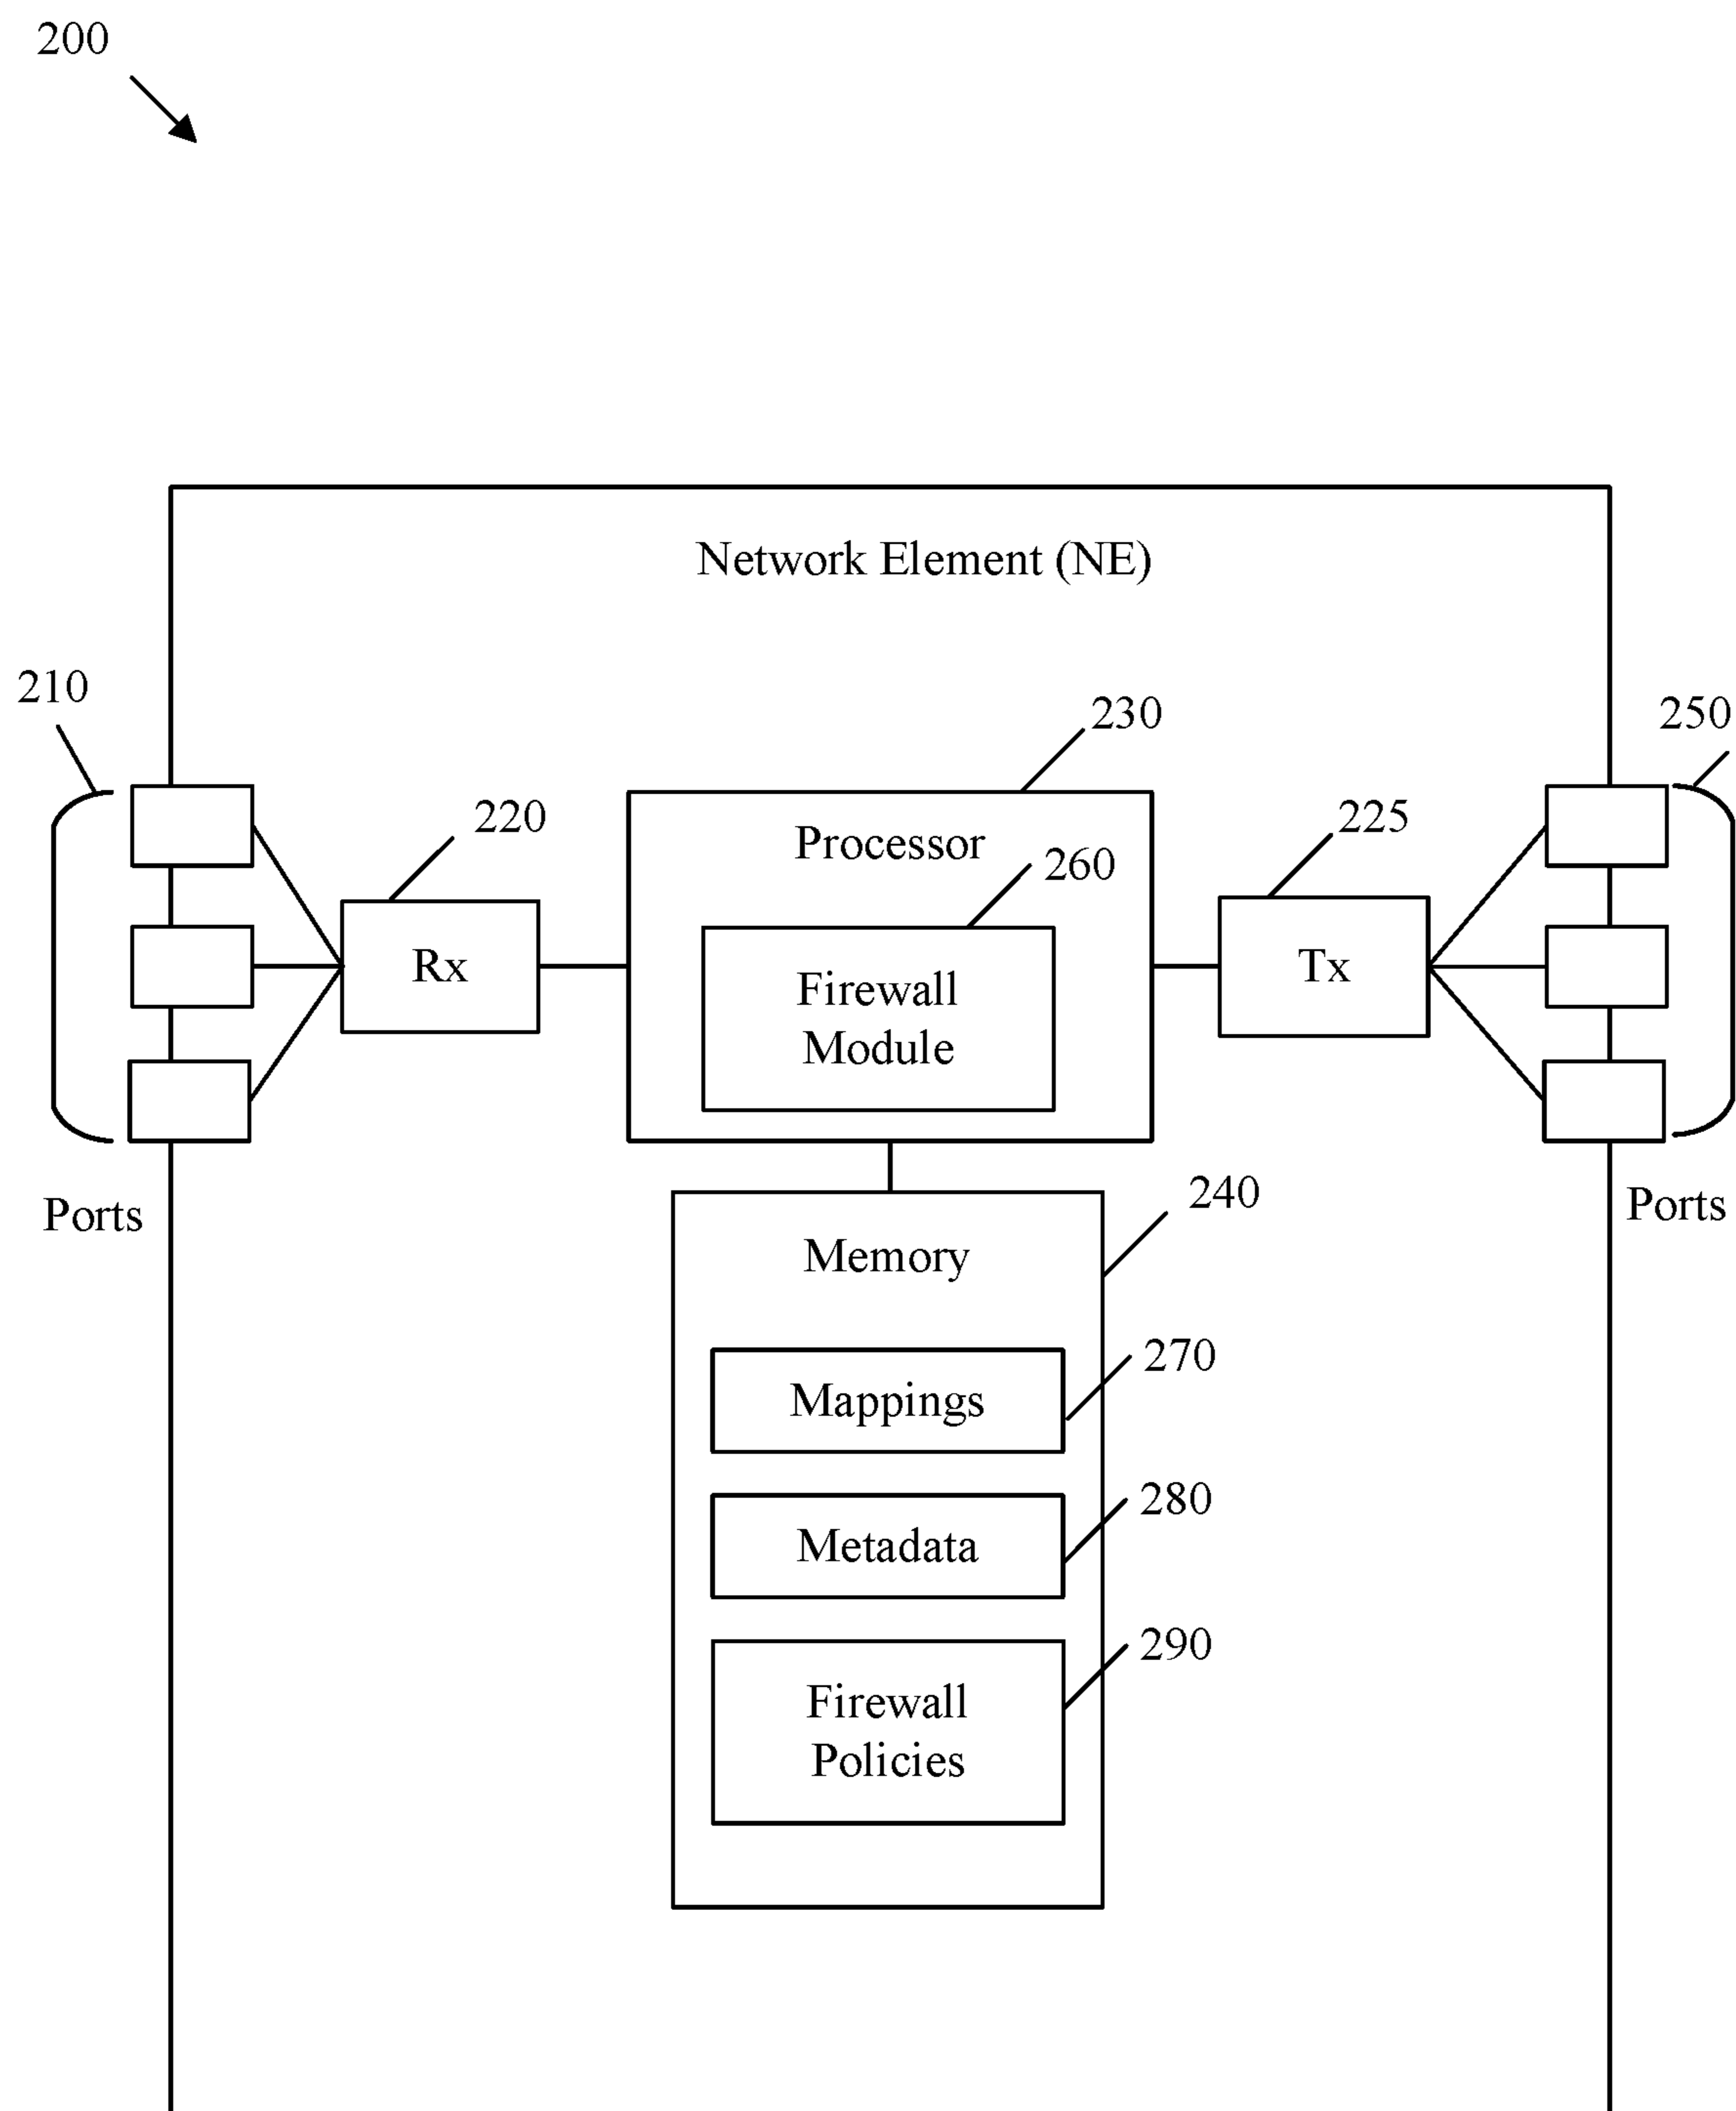 200
Network Element (NE)
210
230
250
220
225
Processor
260
Rx
Firewall
Module
Tx
Ports
240
Ports
Memory
270
Mappings
280
Metadata
290
Firewall
Policies